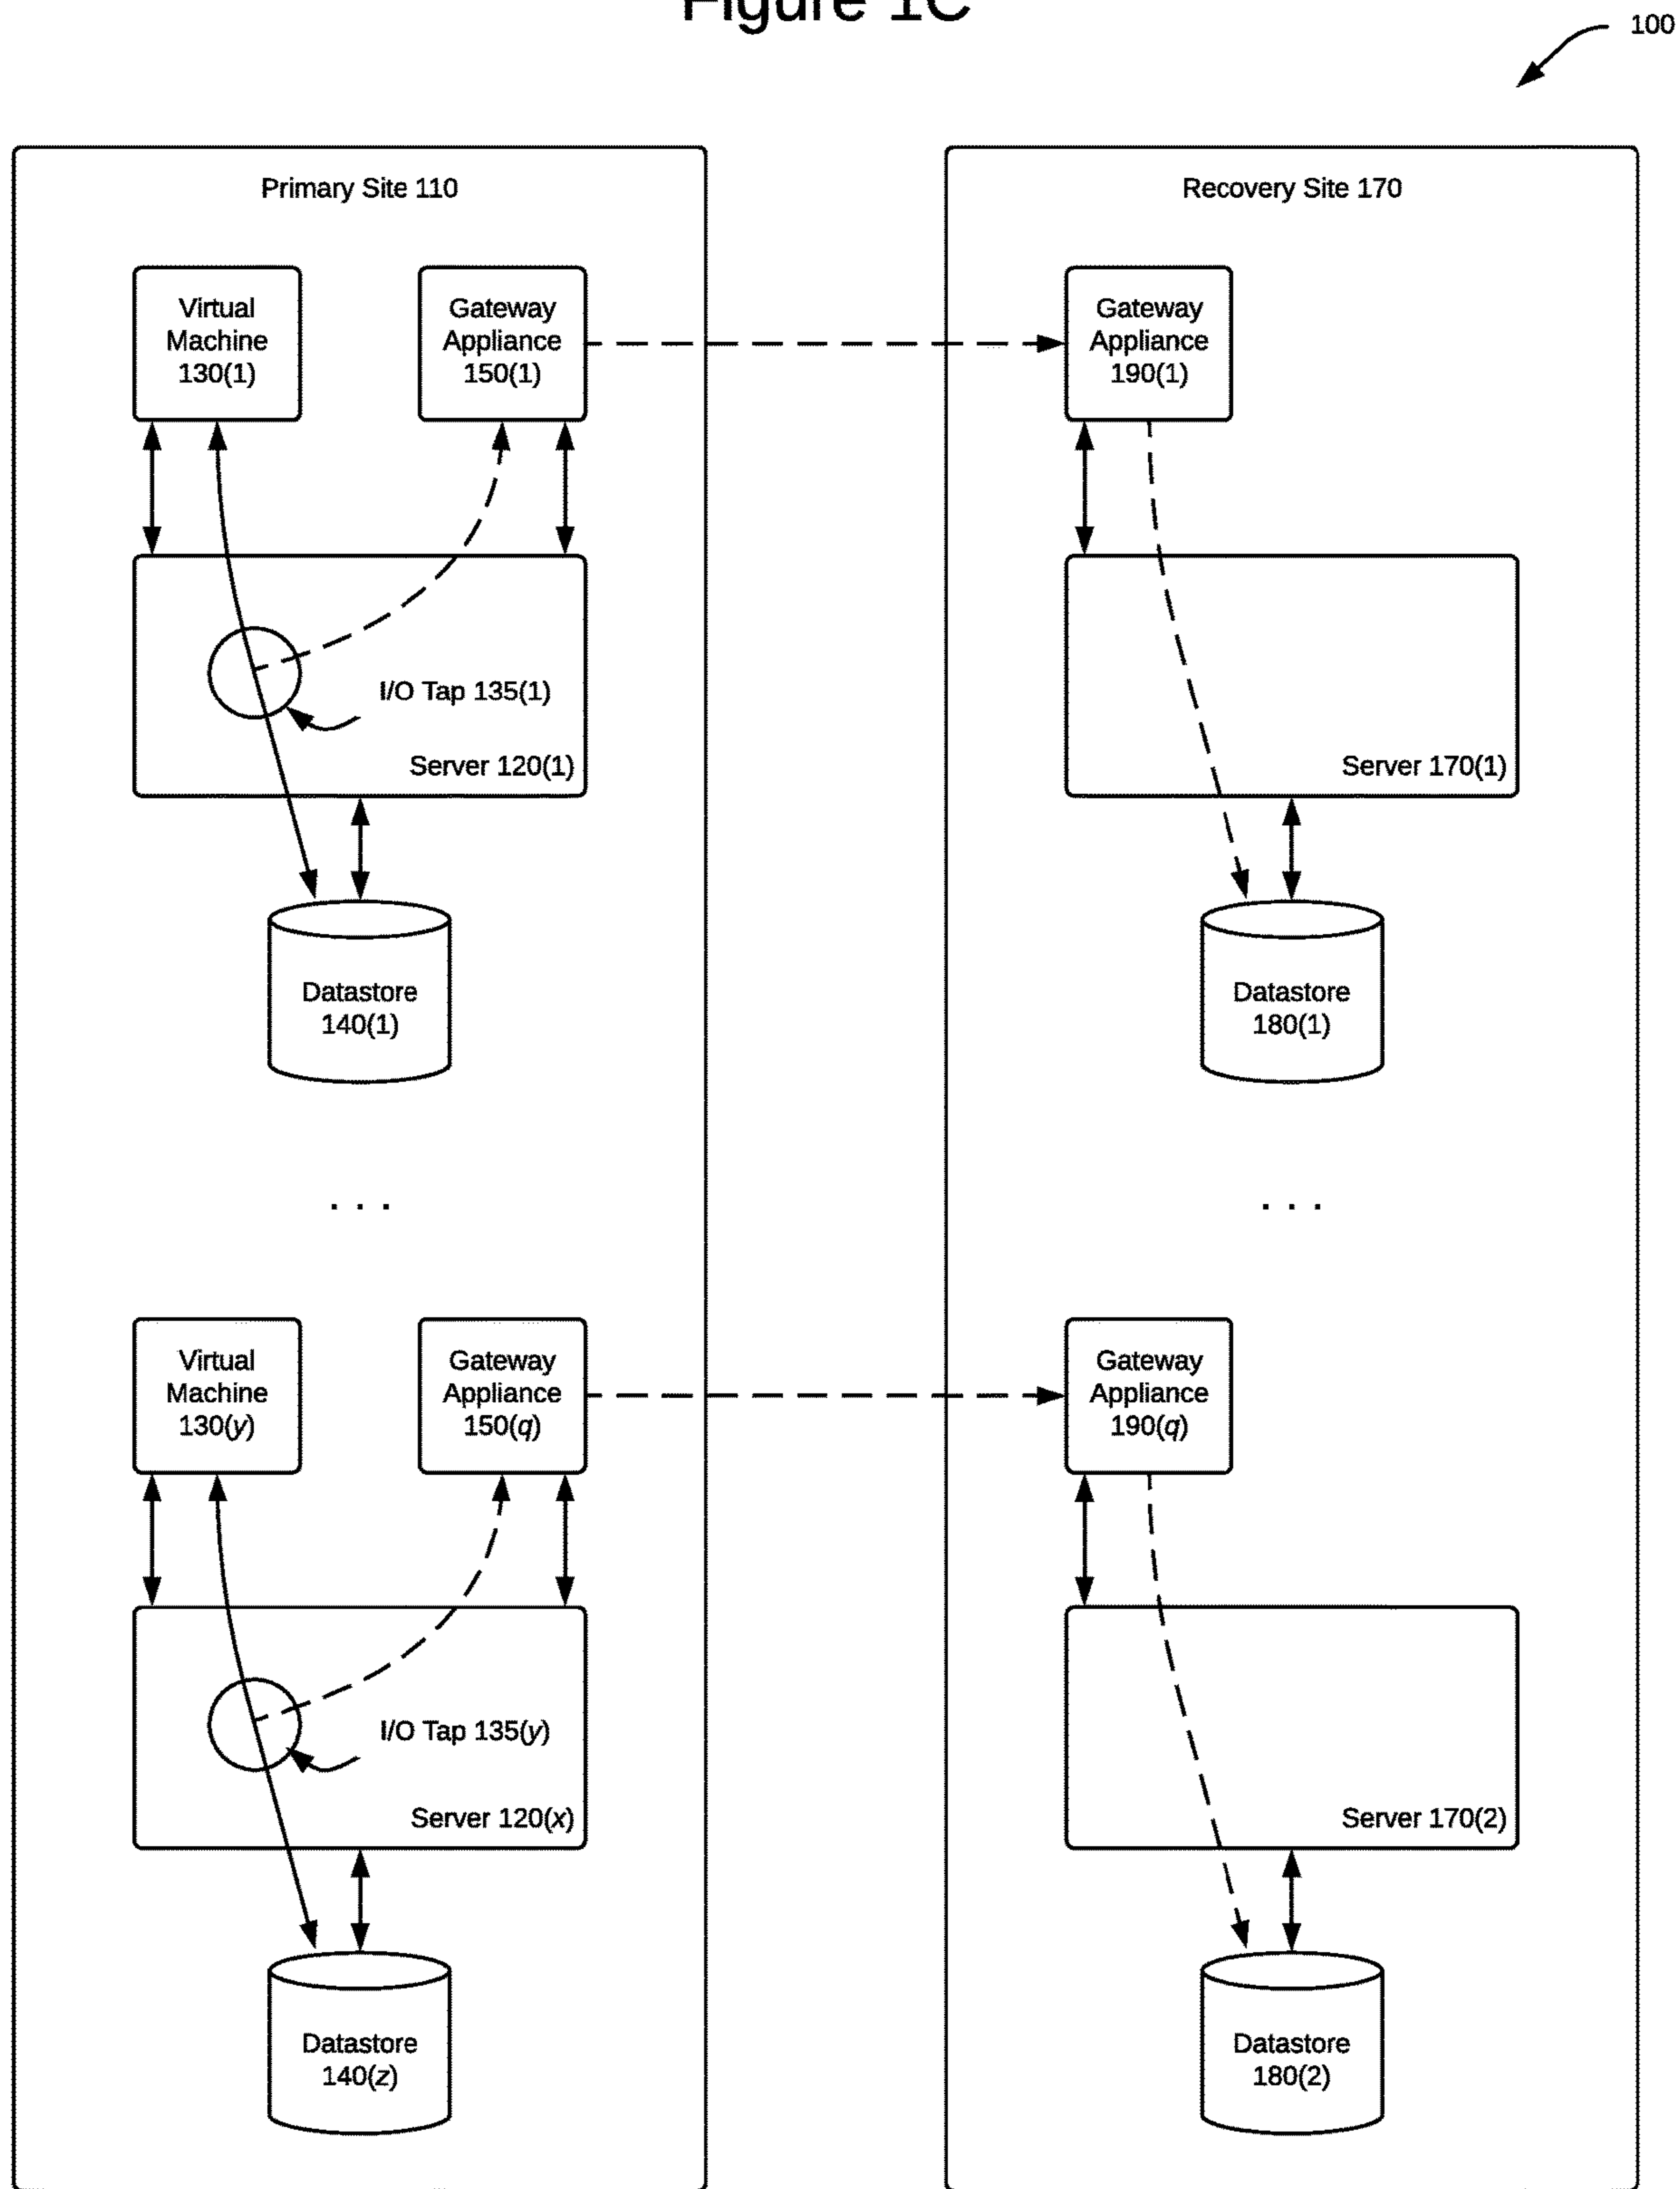 Figure 1C
100
Primary Site 110
Recovery Site 170
Virtual
Machine
130(1)
Gateway
Appliance
150(1)
Gateway
Appliance
190(1)
I/O Tap 135(1)
Server 120(1)
Server 170(1)
Datastore
140(1)
Datastore
180(1)
. . .
. . .
Virtual
Machine
130(y)
Gateway
Appliance
150(q)
Gateway
Appliance
190(q)
I/O Tap 135(y)
Server 120(x)
Server 170(2)
Datastore
140(z)
Datastore
180(2)